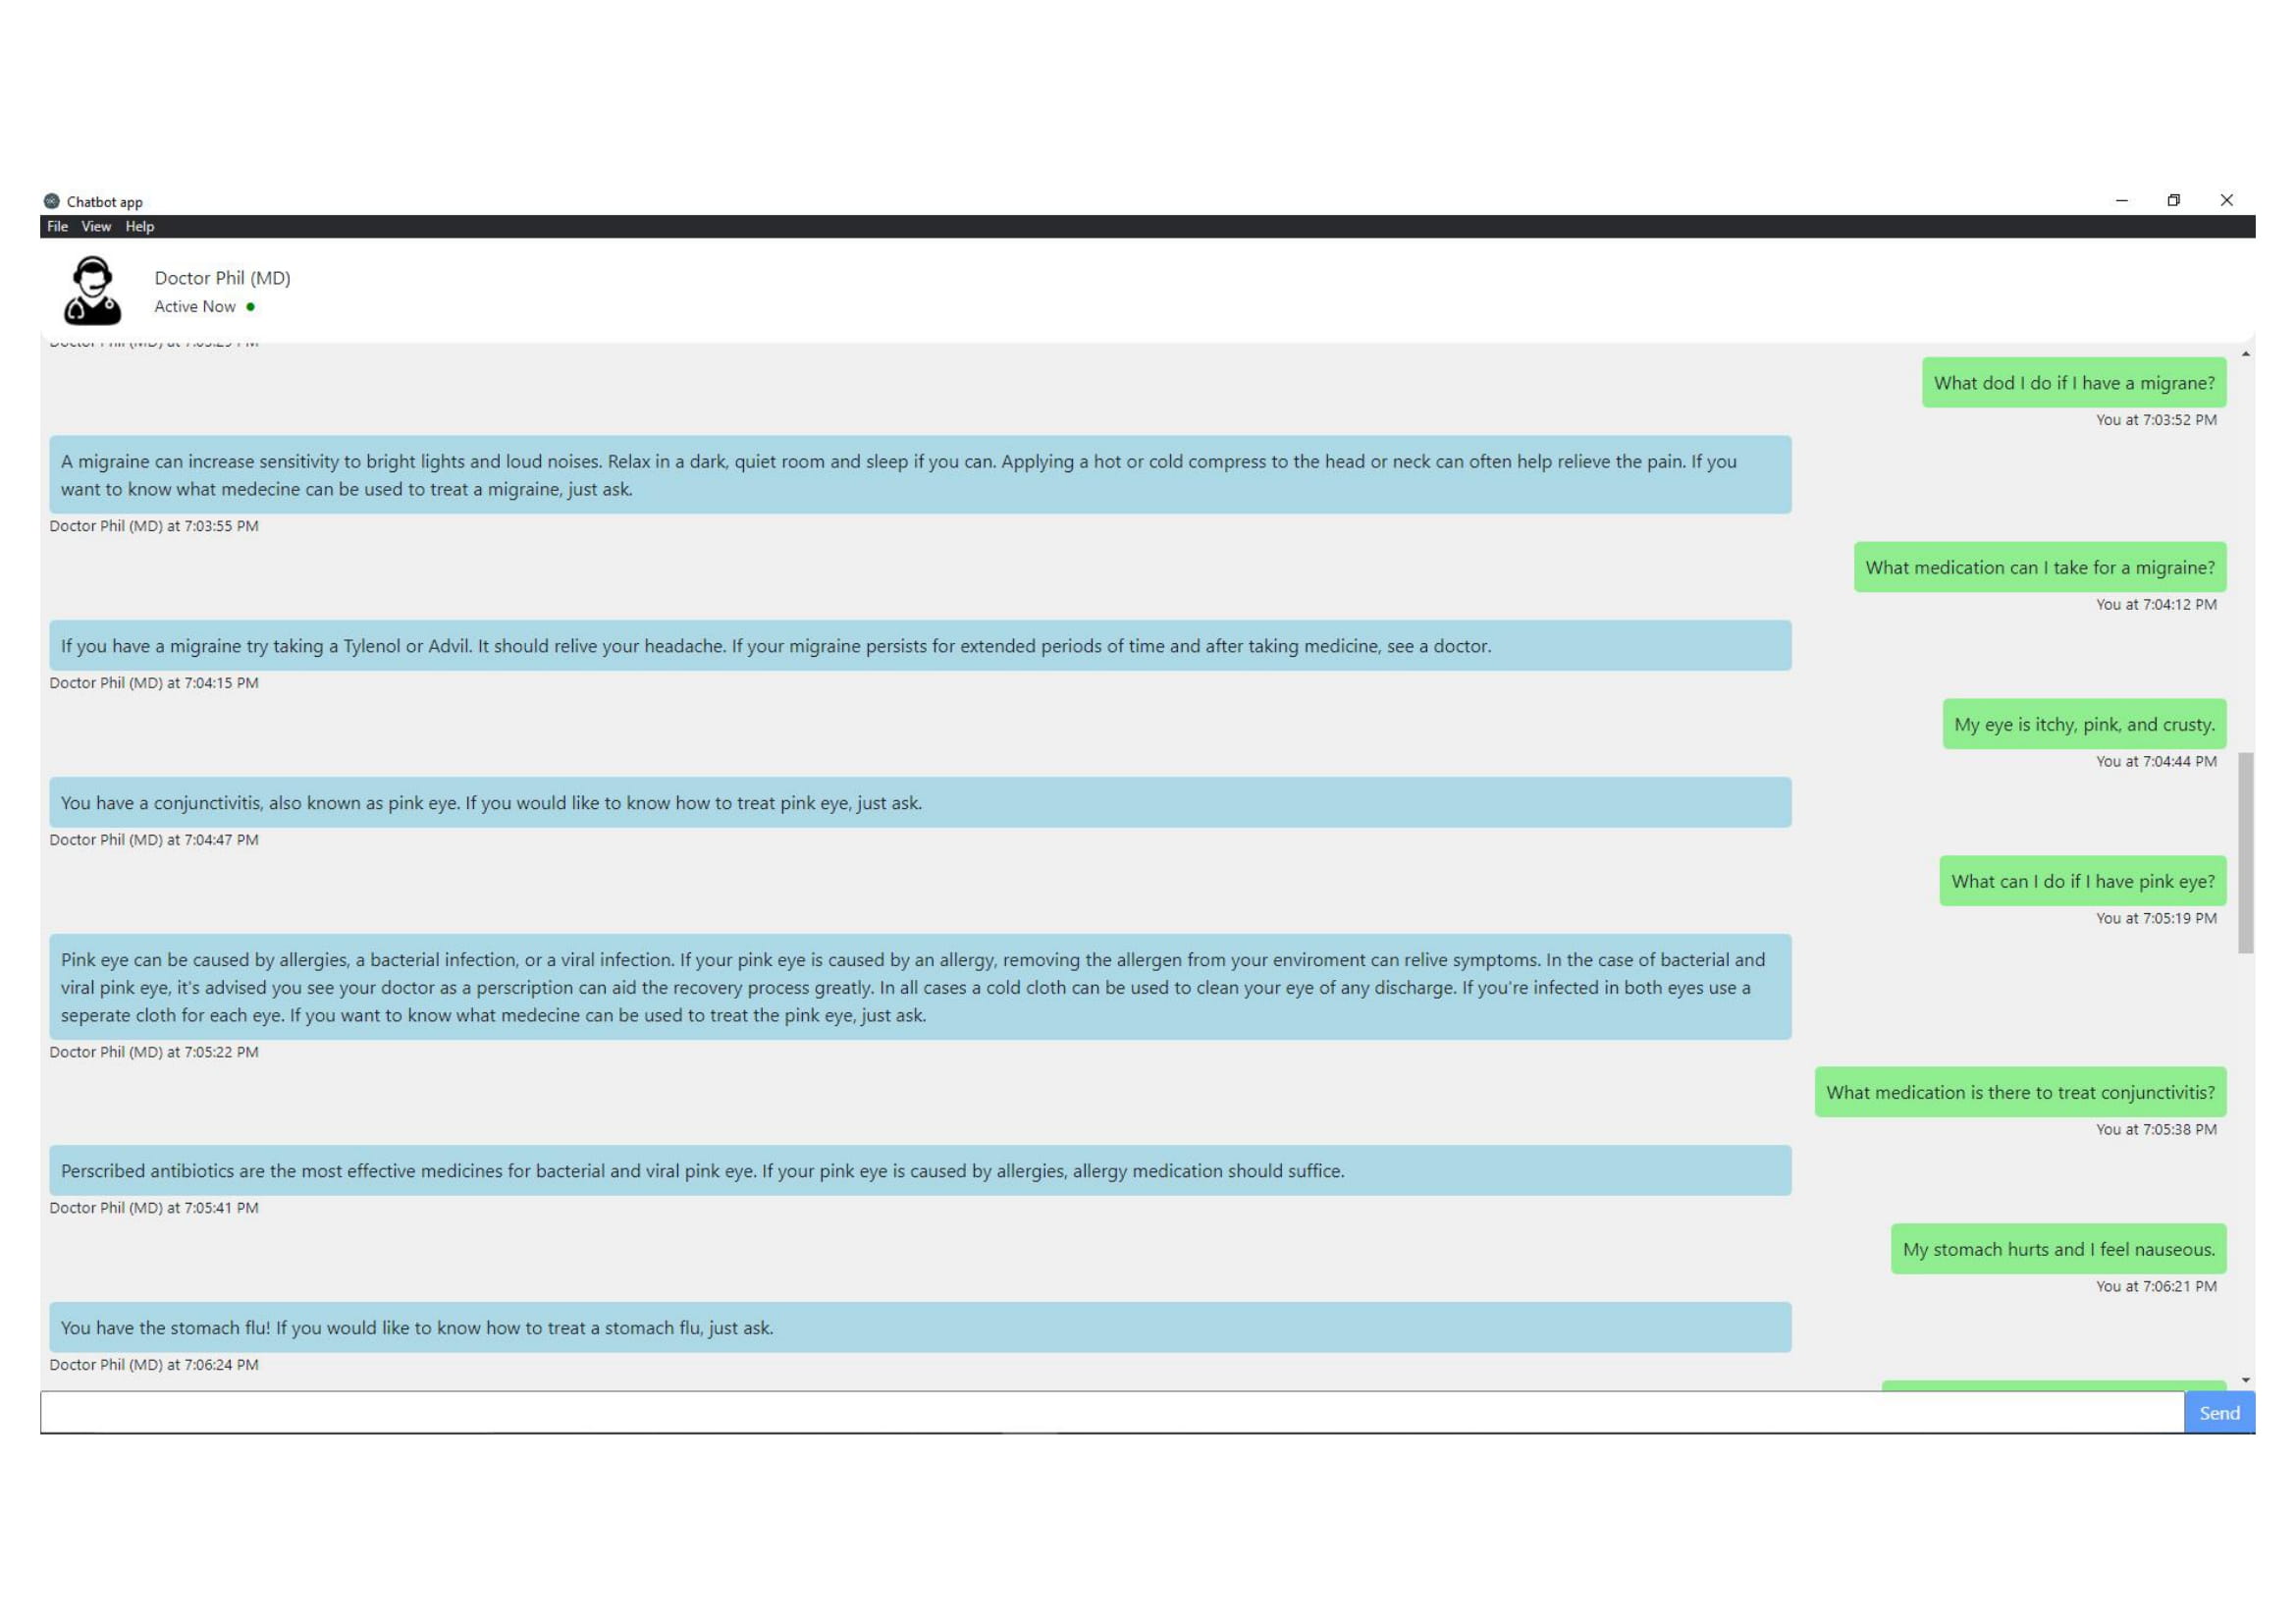 Chatbot app
File View Help
Doctor Phil (MD)
Active Now
Doctor Phil (MD) at 7:03:29 PM
What dod I do if I have a migrane?
You at 7:03:52 PM
A migraine can increase sensitivity to bright lights and loud noises. Relax in a dark, quiet room and sleep if you can. Applying a hot or cold compress to the head or neck can often help relieve the pain. If you
want to know what medecine can be used to treat a migraine, just ask.
Doctor Phil (MD) at 7:03:55 PM
What medication can I take for a migraine?
You at 7:04:12 PM
If you have a migraine try taking a Tylenol or Advil. It should relive your headache. If your migraine persists for extended periods of time and after taking medicine, see a doctor.
Doctor Phil (MD) at 7:04:15 PM
My eye is itchy, pink, and crusty.
You at 7:04:44 PM
You have a conjunctivitis, also known as pink eye. If you would like to know how to treat pink eye, just ask.
Doctor Phil (MD) at 7:04:47 PM
What can I do if I have pink eye?
You at 7:05:19 PM
Pink eye can be caused by allergies, a bacterial infection, or a viral infection. If your pink eye is caused by an allergy, removing the allergen from your enviroment can relive symptoms. In the case of bacterial and
viral pink eye, it's advised you see your doctor as a perscription can aid the recovery process greatly. In all cases a cold cloth can be used to clean your eye of any discharge. If you're infected in both eyes use a
seperate cloth for each eye. If you want to know what medecine can be used to treat the pink eye, just ask.
Doctor Phil (MD) at 7:05:22 PM
What medication is there to treat conjunctivitis?
You at 7:05:38 PM
Perscribed antibiotics are the most effective medicines for bacterial and viral pink eye. If your pink eye is caused by allergies, allergy medication should suffice.
Doctor Phil (MD) at 7:05:41 PM
My stomach hurts and I feel nauseous.
You at 7:06:21 PM
You have the stomach flu! If you would like to know how to treat a stomach flu, just ask.
Doctor Phil (MD) at 7:06:24 PM
Send